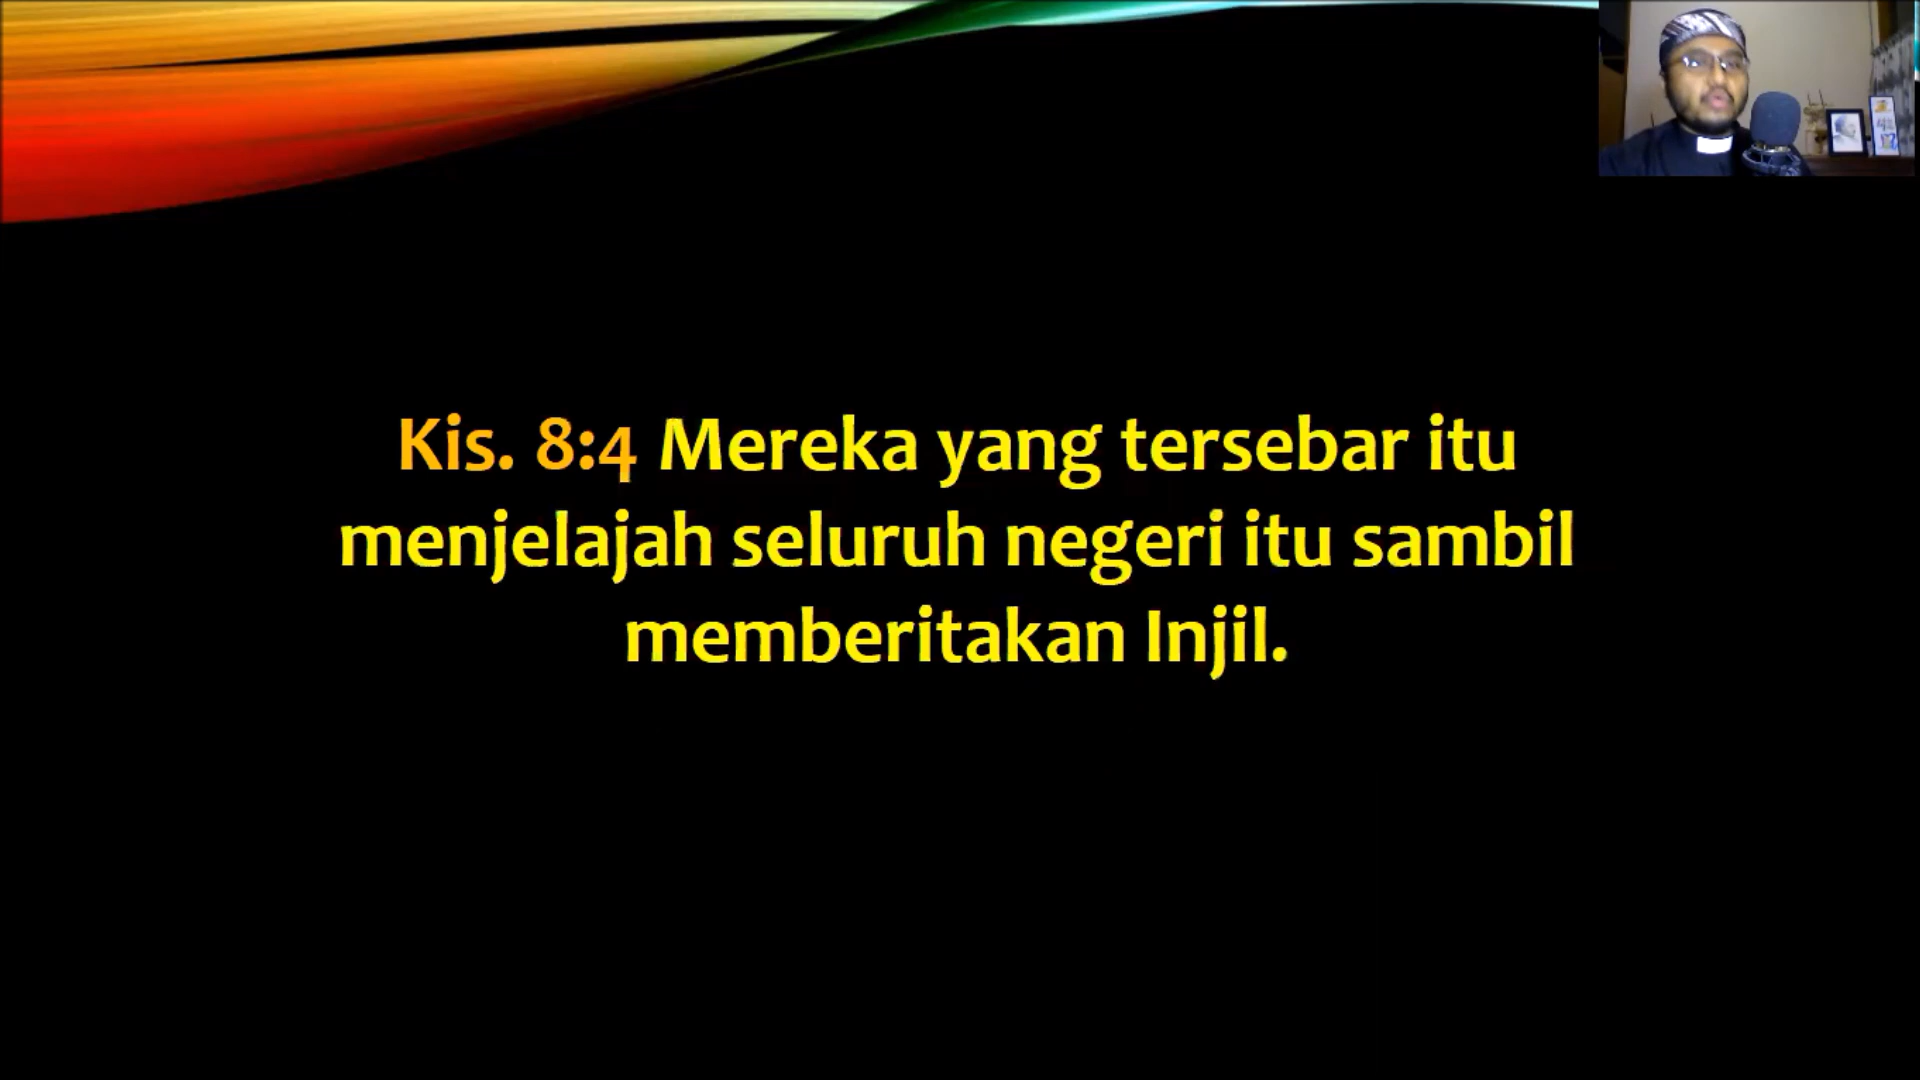 Kis. 8:4 Mereka yang tersebar itu
menjelajah seluruh negeri itu sambil
memberitakan Injil.